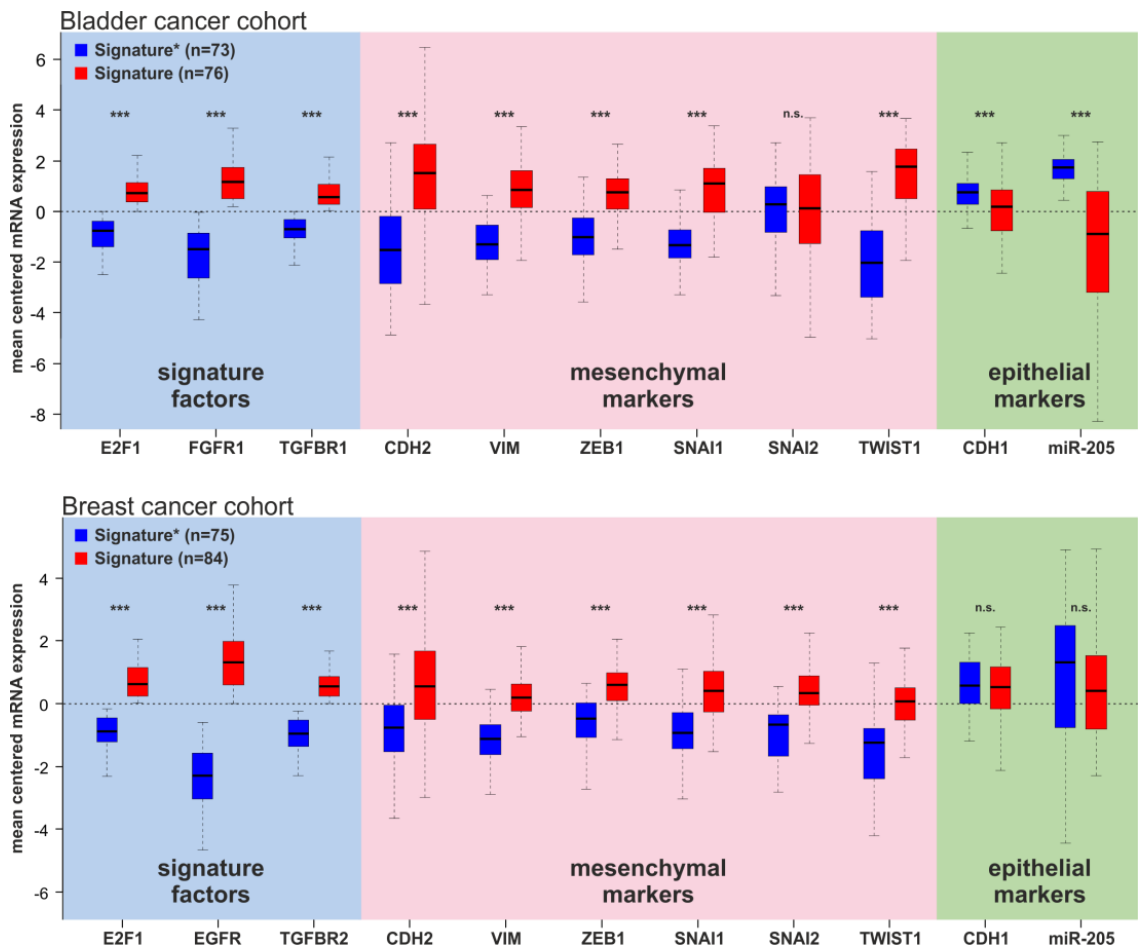 Bladder cancer cohort
Signature* (n=73)
Signature (n=76)
mean centered mRNA expression
6
4
2
0
-2
-4
-6
-8
*** *** *** *** *** *** *** n.s. *** *** ***
signature
factors
mesenchymal
markers
epithelial
markers
E2F1 FGFR1 TGFBR1 CDH2 VIM ZEB1 SNAI1 SNAI2 TWIST1 CDH1 miR-205
Breast cancer cohort
Signature* (n=75)
Signature (n=84)
mean centered mRNA expression
4
2
0
-2
-4
-6
*** *** *** *** *** *** *** *** *** n.s. n.s.
signature
factors
mesenchymal
markers
epithelial
markers
E2F1 EGFR TGFBR2 CDH2 VIM ZEB1 SNAI1 SNAI2 TWIST1 CDH1 miR-205